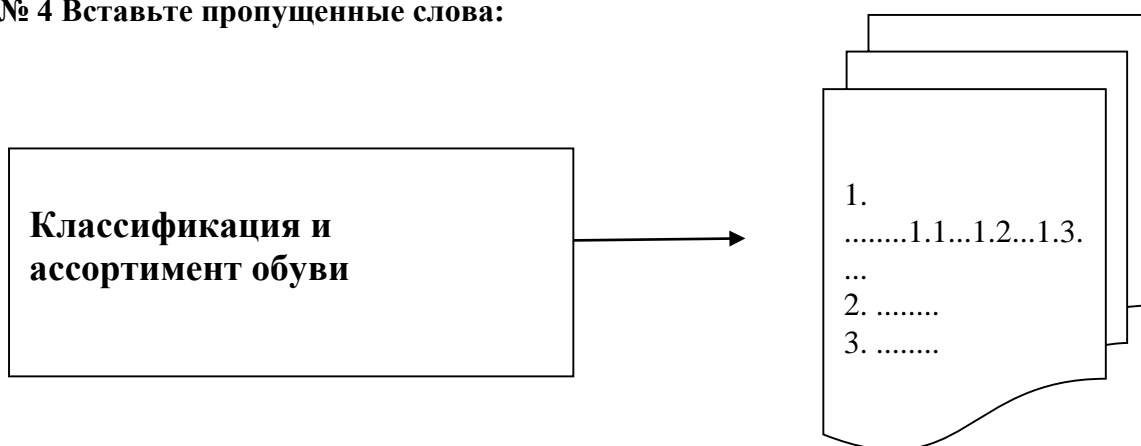 № 4 Вставьте пропущенные слова:
Классификация и
ассортимент обуви
1.
........1.1...1.2...1.3.
...
2. ........
3. ........